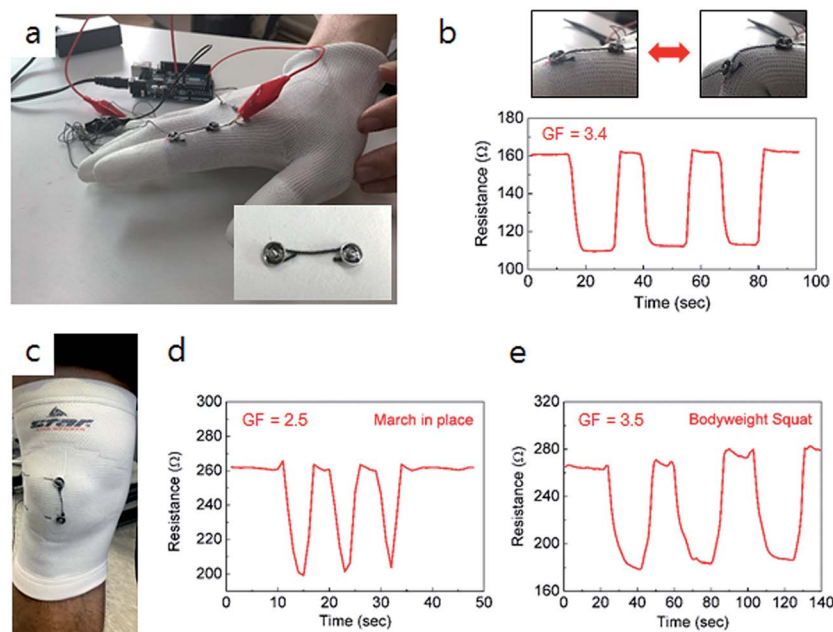 a
b
GF = 3.4
Resistance (Ω)
180
160
140
120
100
0
20
40
60
80
100
Time (sec)
c
star
d
GF = 2.5
March in place
Resistance (Ω)
300
280
260
240
220
200
0
10
20
30
40
50
Time (sec)
e
GF = 3.5
Bodyweight Squat
Resistance (Ω)
320
280
240
200
160
0
20
40
60
80
100
120
140
Time (sec)